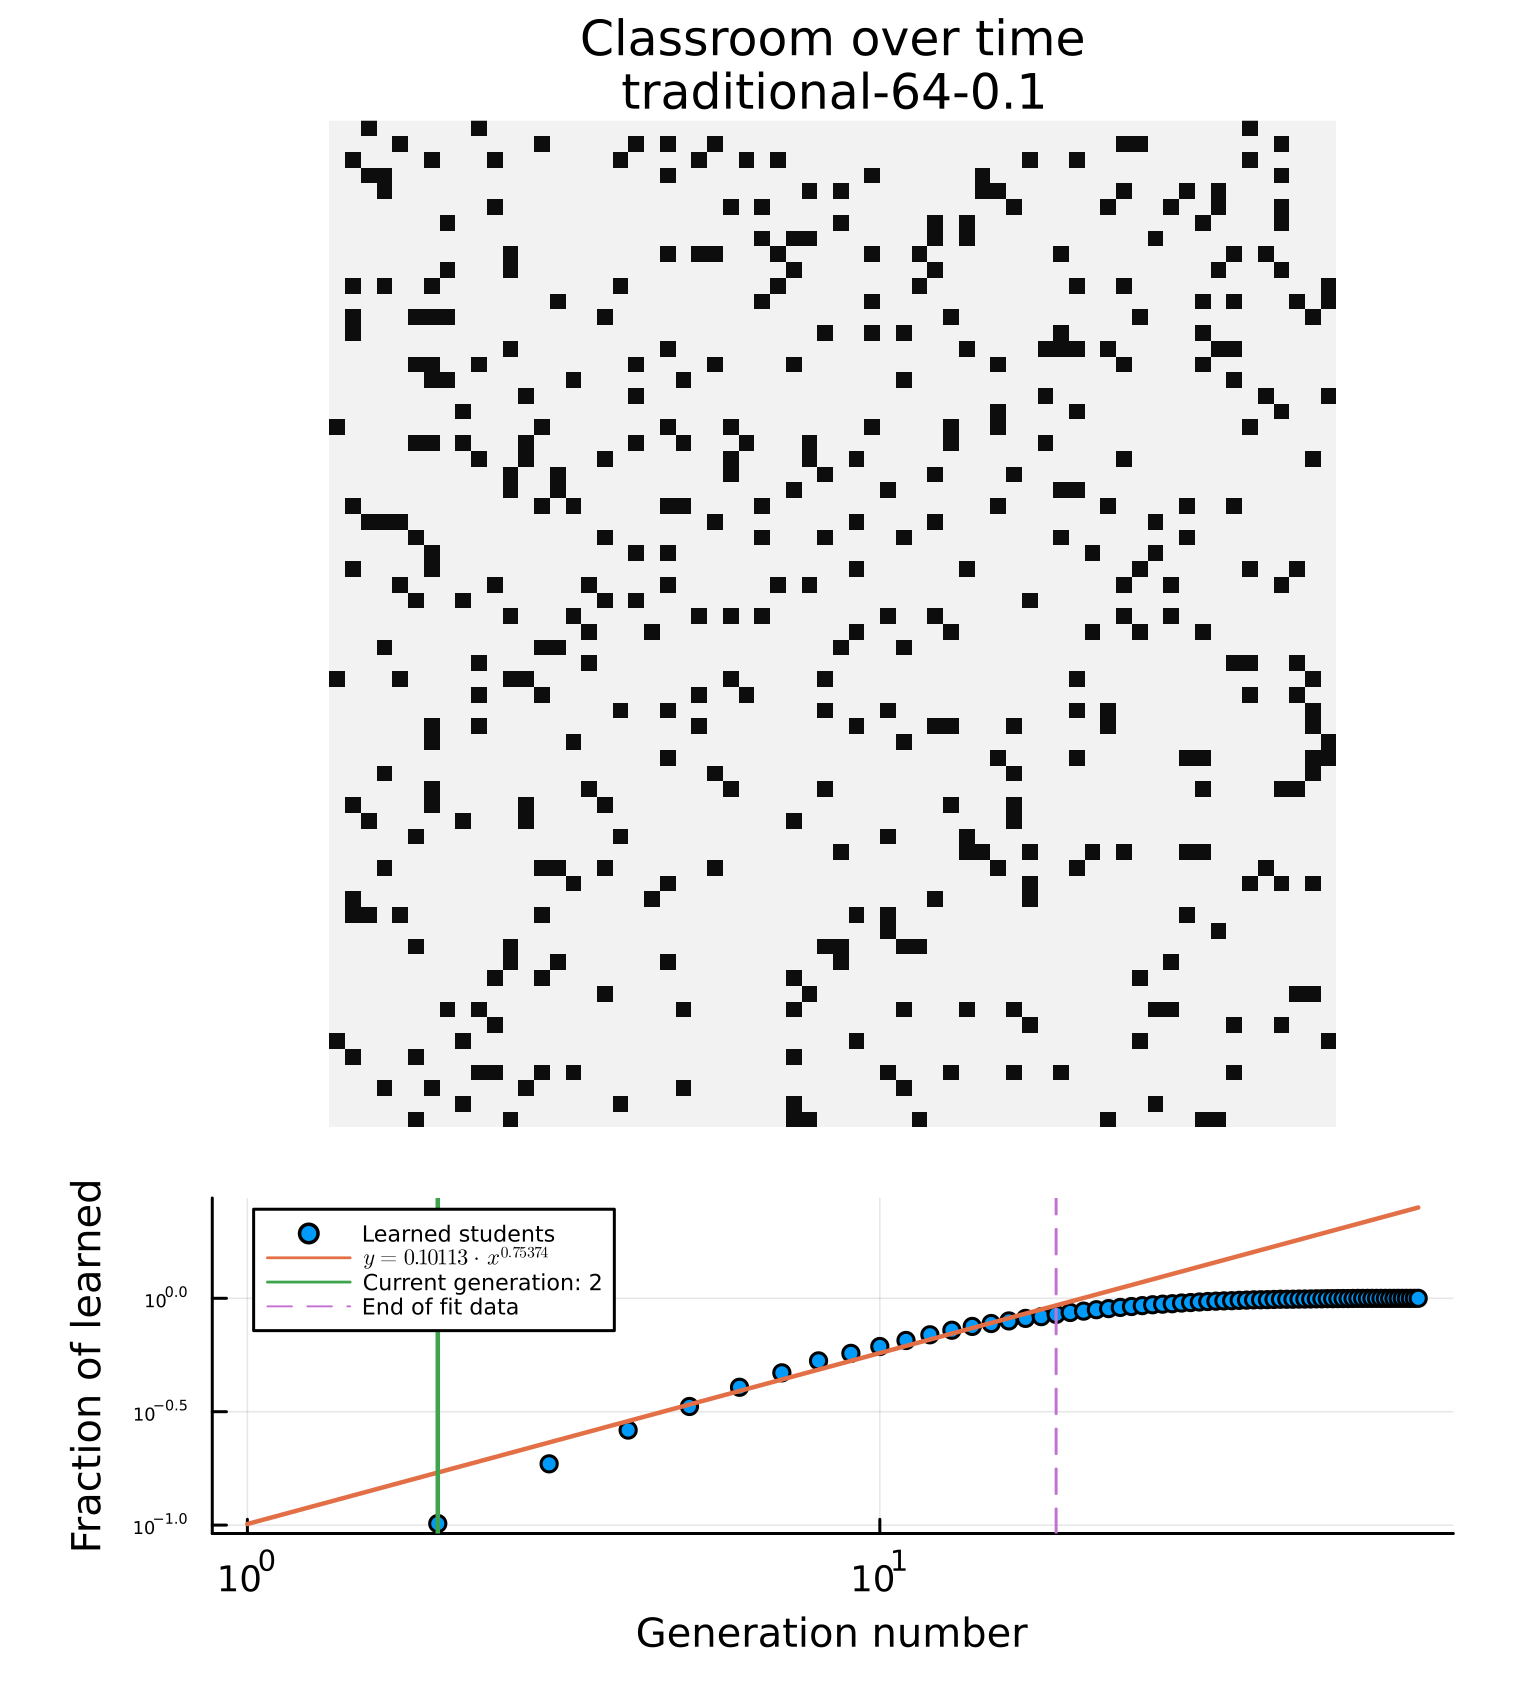 Classroom over time
traditional-64-0.1
Fraction of learned
Learned students
y = 0.10113 · x^0.75374
Current generation: 2
End of fit data
10^0.0
10^−0.5
10^−1.0
10^0 10^1
Generation number